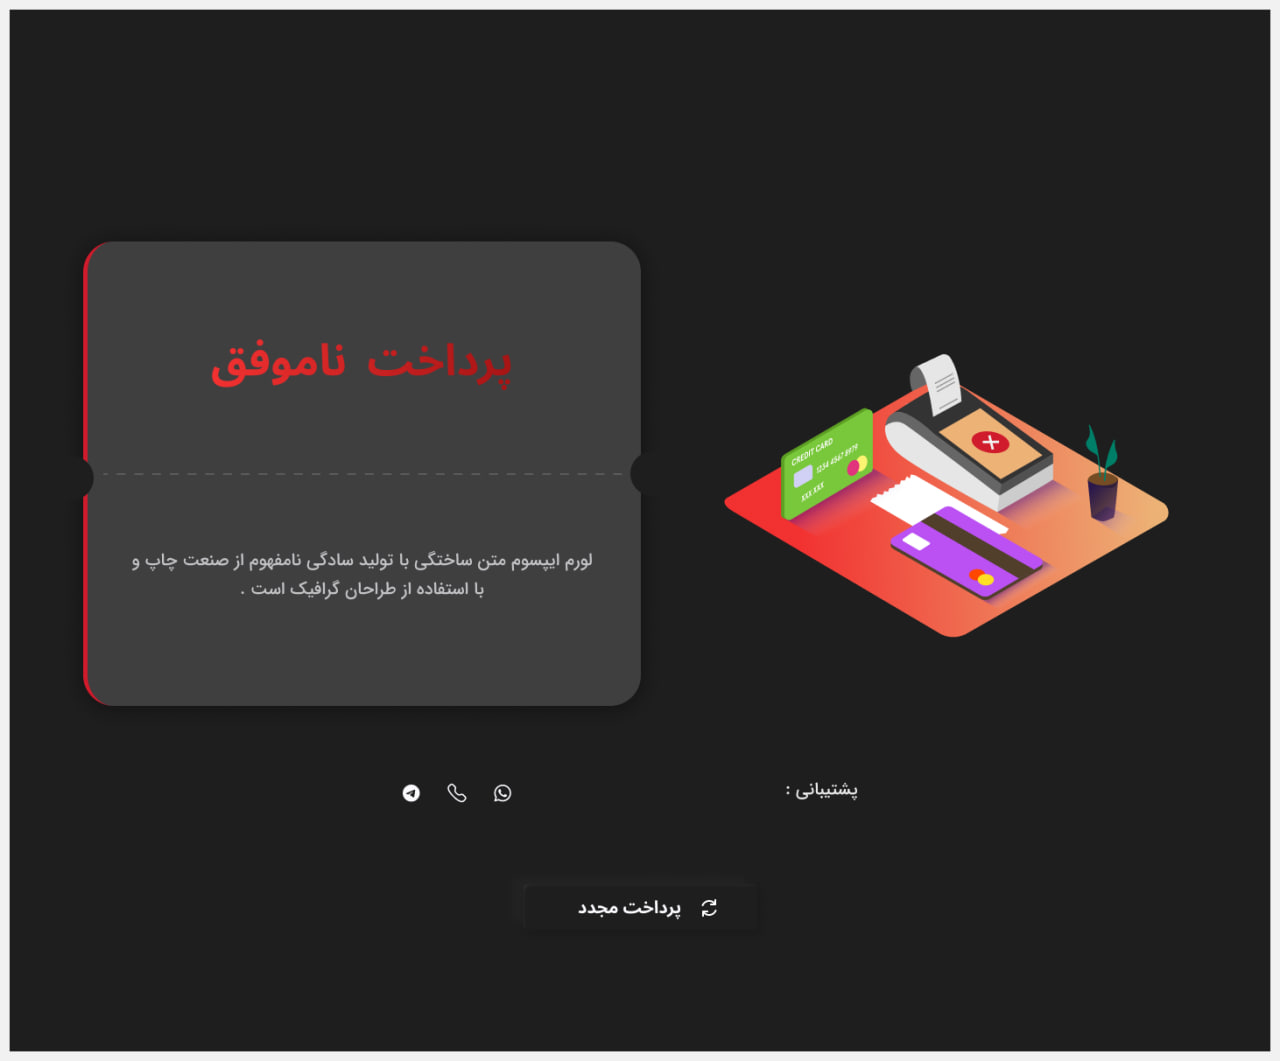 پرداخت ناموفق
لورم ایپسوم متن ساختگی با تولید سادگی نامفهوم از صنعت چاپ و
با استفاده از طراحان گرافیک است .
CREDIT CARD
1234 4567 8979
XXX XXX
پشتیبانی :
پرداخت مجدد